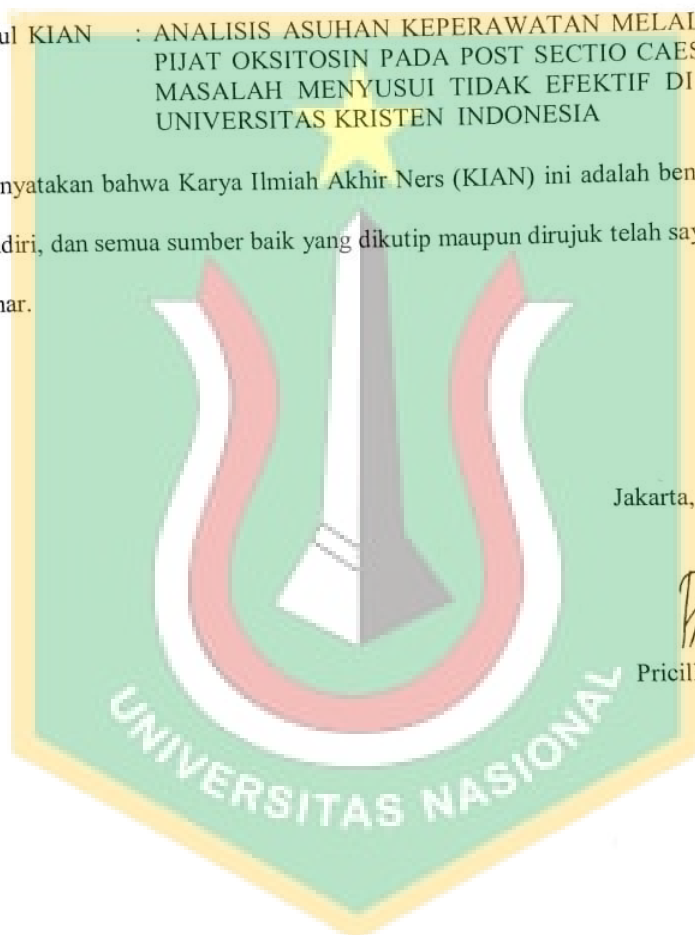 ul KIAN : ANALISIS ASUHAN KEPERAWATAN MELAL
PIJAT OKSITOSIN PADA POST SECTIO CAES
MASALAH MENYUSUI TIDAK EFEKTIF DI
UNIVERSITAS KRISTEN INDONESIA
nyatakan bahwa Karya Ilmiah Akhir Ners (KIAN) ini adalah ben
diri, dan semua sumber baik yang dikutip maupun dirujuk telah say
nar.
Jakarta,
Pricill
UNIVERSITAS NASIONAL